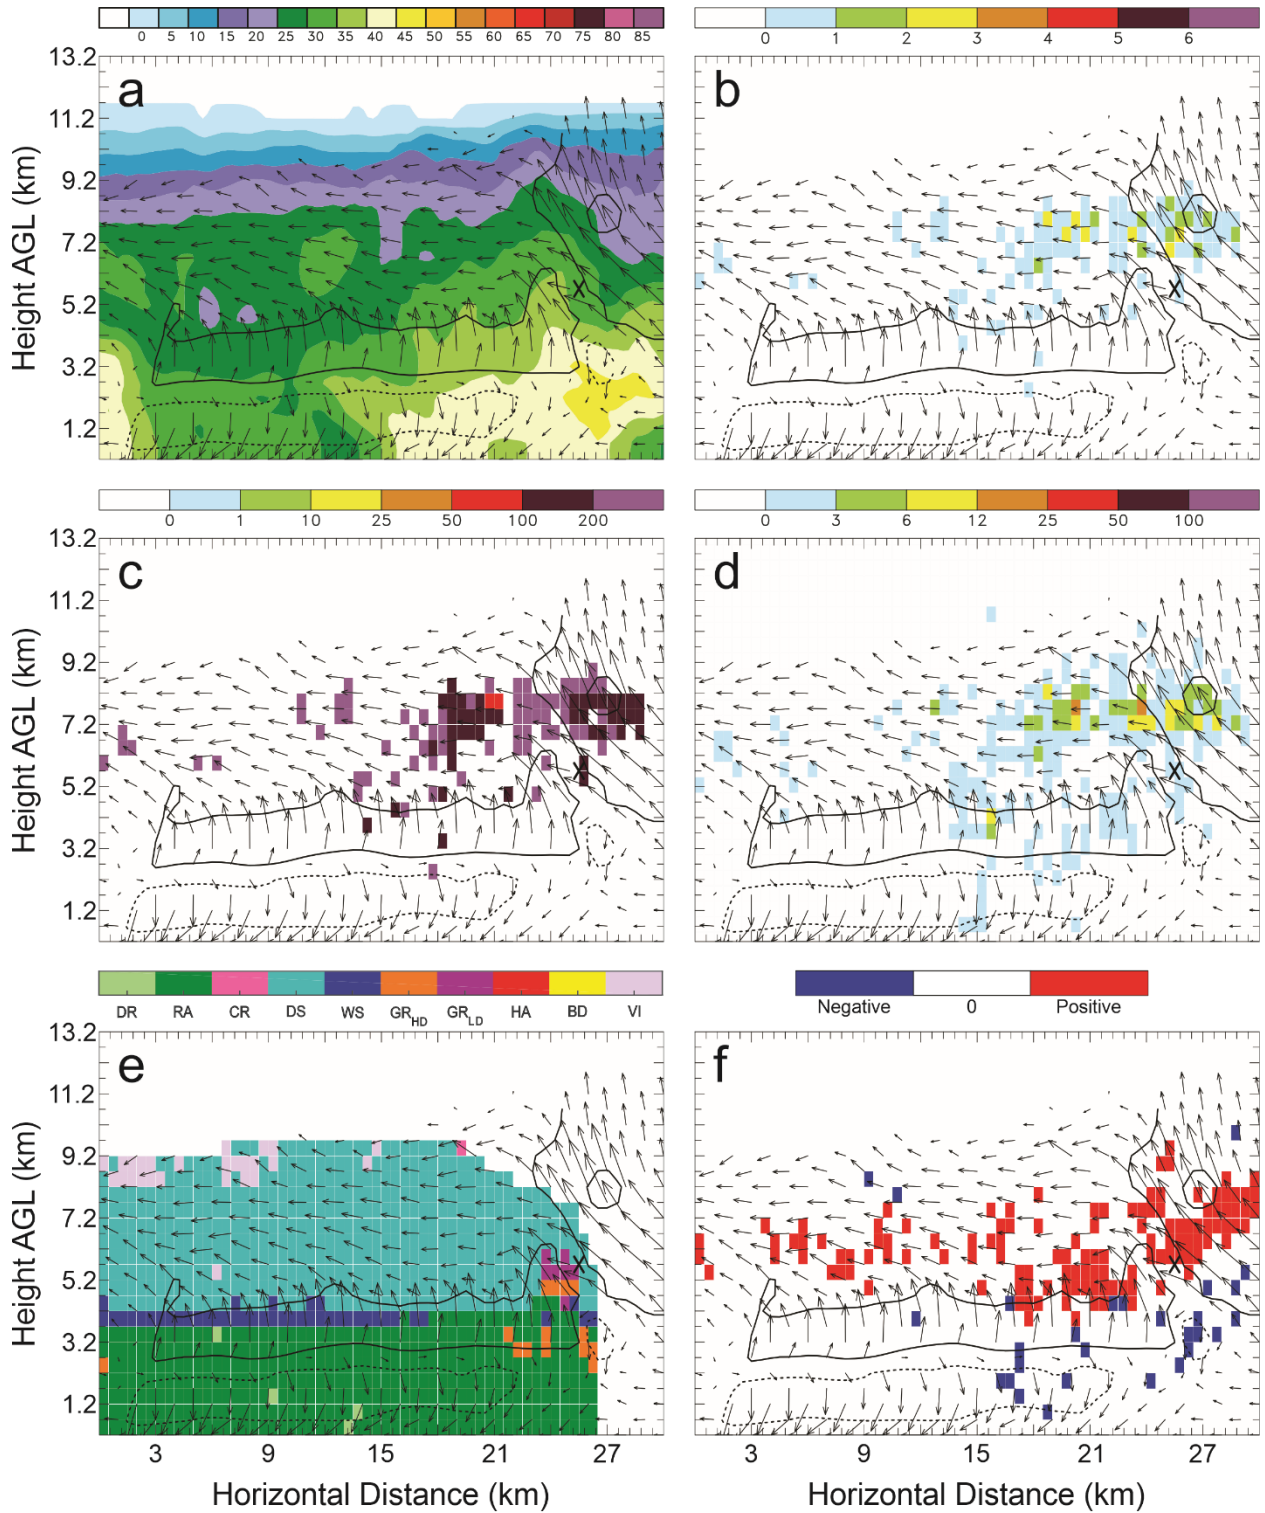 0 5 10 15 20 25 30 35 40 45 50 55 60 65 70 75 80 85
0 1 2 3 4 5 6
a
b
13.2
11.2
9.2
7.2
5.2
3.2
1.2
Height AGL (km)
X
X
0 1 10 25 50 100 200
0 3 6 12 25 50 100
c
d
13.2
11.2
9.2
7.2
5.2
3.2
1.2
Height AGL (km)
X
X
DR RA CR DS WS GR_HD GR_LD HA BD VI
Negative 0 Positive
e
f
13.2
11.2
9.2
7.2
5.2
3.2
1.2
Height AGL (km)
X
X
3 9 15 21 27
3 9 15 21 27
Horizontal Distance (km)
Horizontal Distance (km)